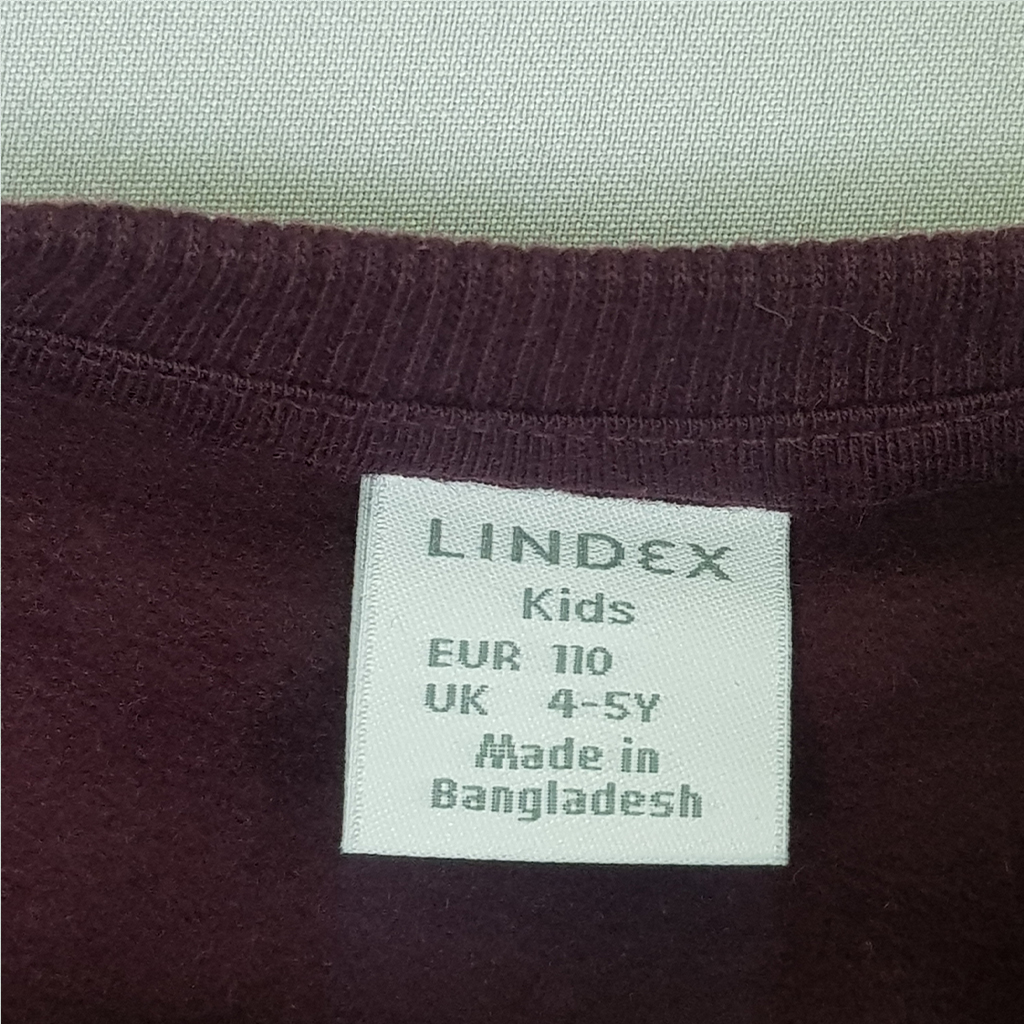 LINDEX
Kids
EUR 110
UK 4-5Y
Made in
Bangladesh